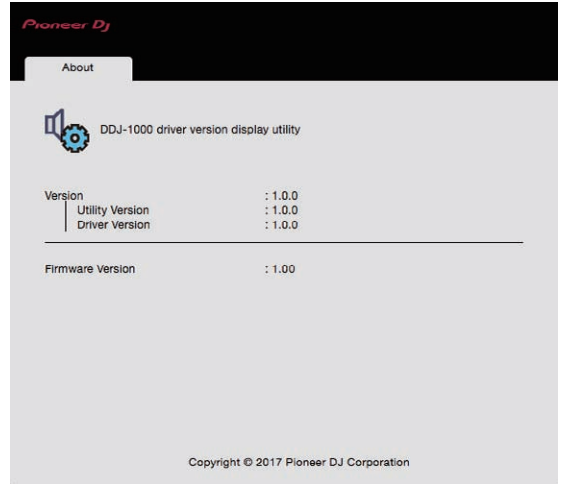 Pioneer Dj
About
DDJ-1000 driver version display utility
Version : 1.0.0
Utility Version : 1.0.0
Driver Version : 1.0.0
Firmware Version : 1.00
Copyright © 2017 Pioneer DJ Corporation